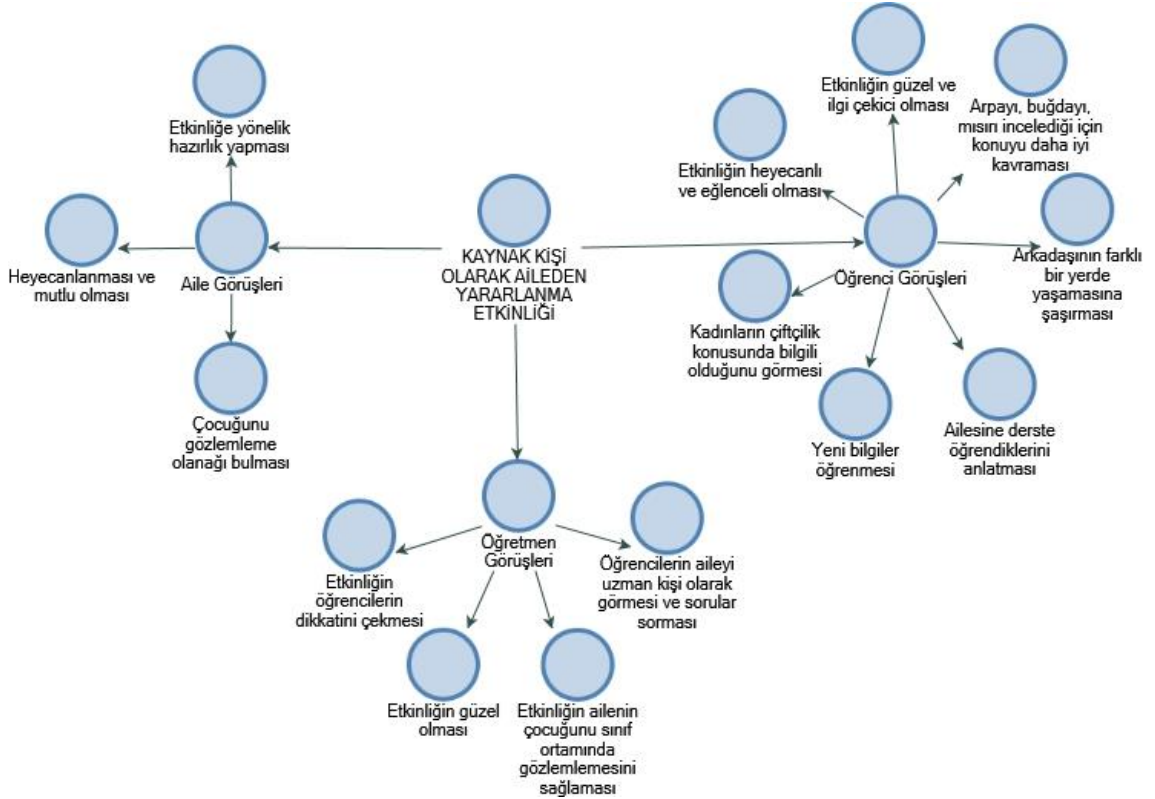 Etkinliğe yönelik
hazırlık yapması
Heyecanlanması ve
mutlu olması
Aile Görüşleri
Çocuğunu
gözlemleme
olanağı bulması
KAYNAK KİŞİ
OLARAK AİLEDEN
YARARLANMA
ETKİNLİĞİ
Etkinliğin güzel ve
ilgi çekici olması
Arpayı, buğdayı,
mısırı incelediği için
konuyu daha iyi
kavraması
Etkinliğin heyecanlı
ve eğlenceli olması
Öğrenci Görüşleri
Arkadaşının farklı
bir yerde
yaşamasına
şaşırması
Kadınların çiftçilik
konusunda bilgili
olduğunu görmesi
Yeni bilgiler
öğrenmesi
Ailesine derste
öğrendiklerini
anlatması
Öğretmen
Görüşleri
Etkinliğin
öğrencilerin
dikkatini çekmesi
Öğrencilerin aileyi
uzman kişi olarak
görmesi ve sorular
sorması
Etkinliğin güzel
olması
Etkinliğin ailenin
çocuğunu sınıf
ortamında
gözlemlemesini
sağlaması